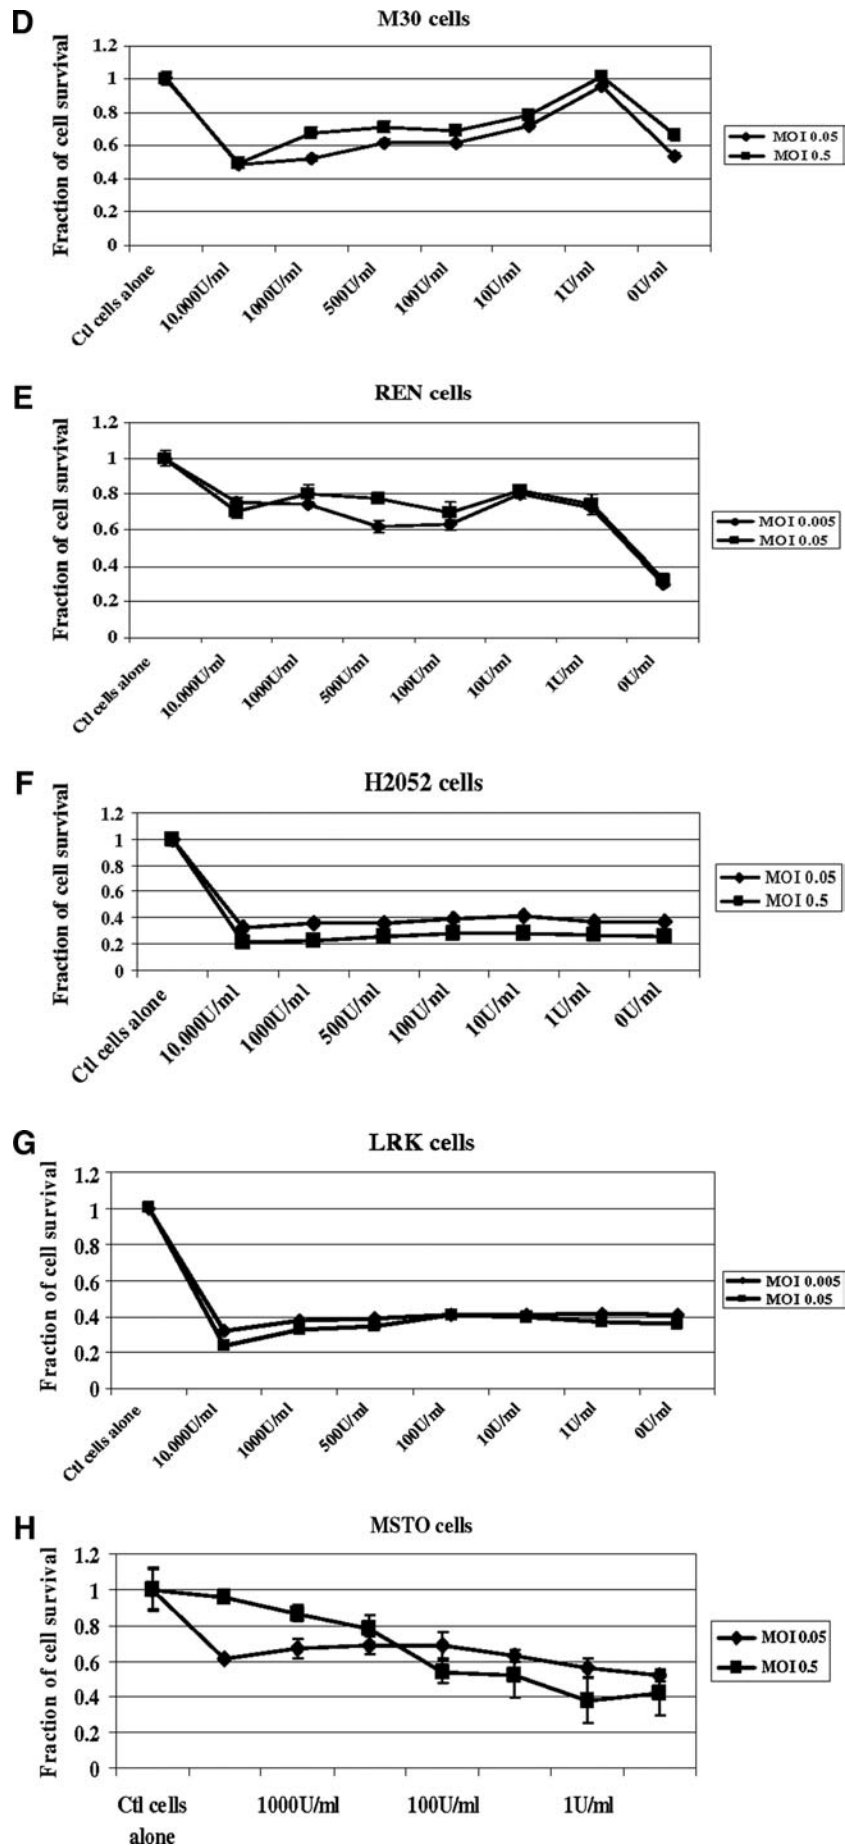 D
M30 cells
Fraction of cell survival
1.2
1
0.8
0.6
0.4
0.2
0
Ctl cells alone
10.000U/ml
1000U/ml
500U/ml
100U/ml
10U/ml
1U/ml
0U/ml
MOI 0.05
MOI 0.5
E
REN cells
Fraction of cell survival
1.2
1
0.8
0.6
0.4
0.2
0
Ctl cells alone
10.000U/ml
1000U/ml
500U/ml
100U/ml
10U/ml
1U/ml
0U/ml
MOI 0.005
MOI 0.05
F
H2052 cells
Fraction of cell survival
1.2
1
0.8
0.6
0.4
0.2
0
Ctl cells alone
10.000U/ml
1000U/ml
500U/ml
100U/ml
10U/ml
1U/ml
0U/ml
MOI 0.05
MOI 0.5
G
LRK cells
Fraction of cell survival
1.2
1
0.8
0.6
0.4
0.2
0
Ctl cells alone
10.000U/ml
1000U/ml
500U/ml
100U/ml
10U/ml
1U/ml
0U/ml
MOI 0.005
MOI 0.05
H
MSTO cells
Fraction of cell survival
1.2
1
0.8
0.6
0.4
0.2
0
Ctl cells
alone
1000U/ml
100U/ml
1U/ml
MOI 0.05
MOI 0.5